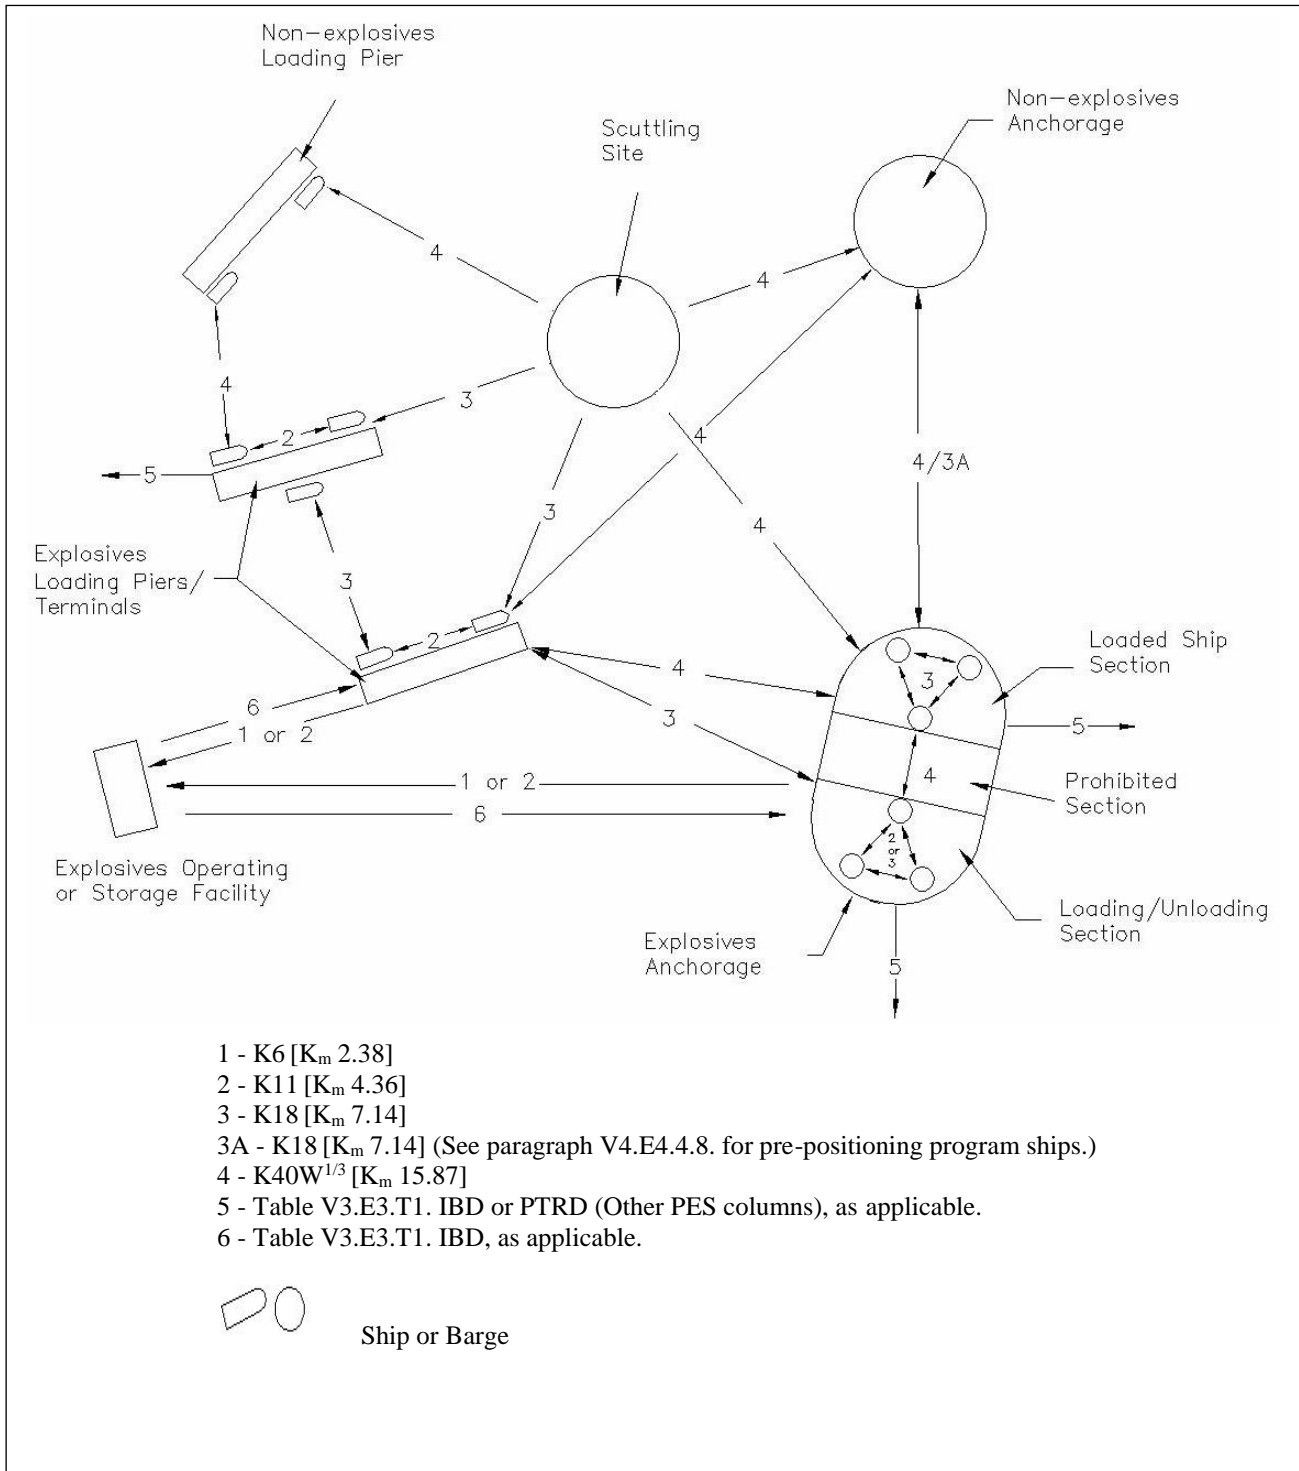 Non-explosives
Loading Pier
Non-explosives
Anchorage
Scuttling
Site
4
4
4
4
3
2
4
4/3A
5
3
4
Explosives
Loading Piers/
Terminals
3
2
Loaded Ship
Section
4
3
6
3
1 or 2
5
1 or 2
4
Prohibited
Section
6
2
or
3
Explosives Operating
or Storage Facility
Loading/Unloading
Section
Explosives
Anchorage
5
1 - K6 [Km 2.38]
2 - K11 [Km 4.36]
3 - K18 [Km 7.14]
3A - K18 [Km 7.14] (See paragraph V4.E4.4.8. for pre-positioning program ships.)
4 - K40W1/3 [Km 15.87]
5 - Table V3.E3.T1. IBD or PTRD (Other PES columns), as applicable.
6 - Table V3.E3.T1. IBD, as applicable.
Ship or Barge